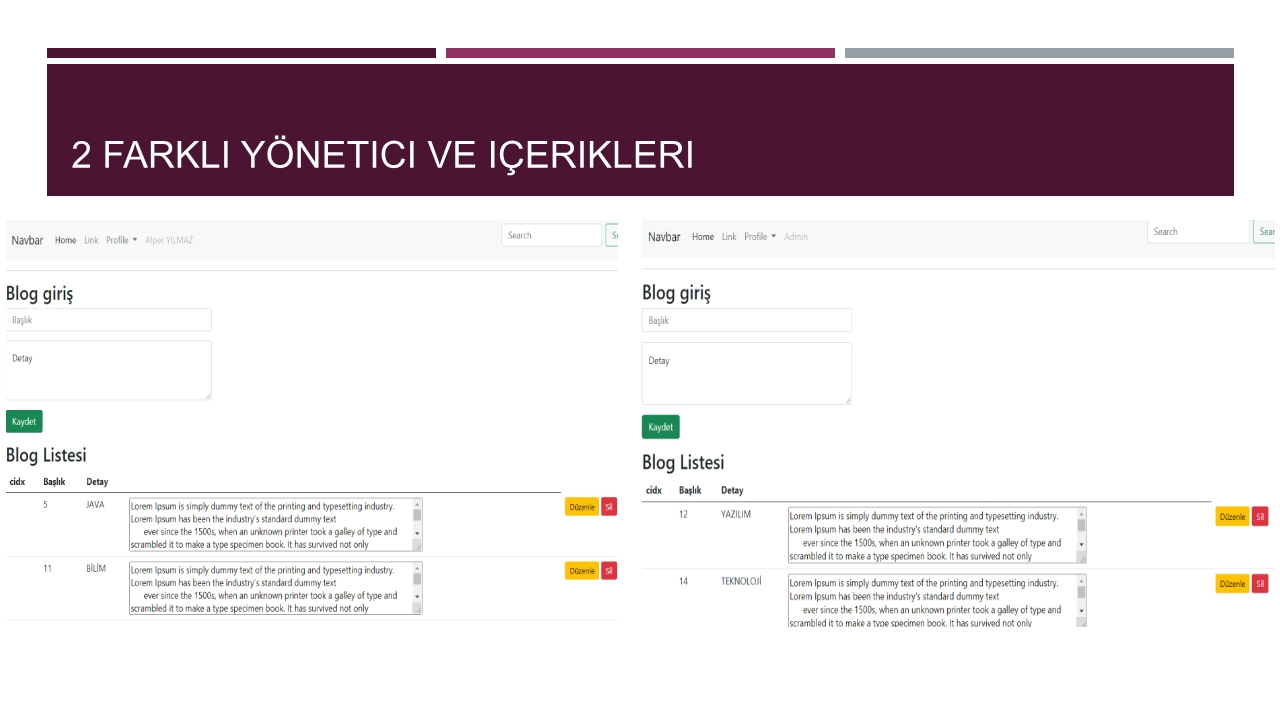 2 FARKLI YÖNETICI VE IÇERIKLERI
Navbar Home Link Profile Alper YILMAZ Search
Blog giriş
Başlık
Detay
Kaydet
Blog Listesi
cidx Başlık Detay
5 JAVA Lorem Ipsum is simply dummy text of the printing and typesetting industry. Düzenle Sil
Lorem Ipsum has been the industry's standard dummy text
ever since the 1500s, when an unknown printer took a galley of type and
scrambled it to make a type specimen book. It has survived not only
11 BİLİM Lorem Ipsum is simply dummy text of the printing and typesetting industry. Düzenle Sil
Lorem Ipsum has been the industry's standard dummy text
ever since the 1500s, when an unknown printer took a galley of type and
scrambled it to make a type specimen book. It has survived not only
Navbar Home Link Profile Admin Search Sear
Blog giriş
Başlık
Detay
Kaydet
Blog Listesi
cidx Başlık Detay
12 YAZILIM Lorem Ipsum is simply dummy text of the printing and typesetting industry. Düzenle Sil
Lorem Ipsum has been the industry's standard dummy text
ever since the 1500s, when an unknown printer took a galley of type and
scrambled it to make a type specimen book. It has survived not only
14 TEKNOLOJİ Lorem Ipsum is simply dummy text of the printing and typesetting industry. Düzenle Sil
Lorem Ipsum has been the industry's standard dummy text
ever since the 1500s, when an unknown printer took a galley of type and
scrambled it to make a type specimen book. It has survived not only